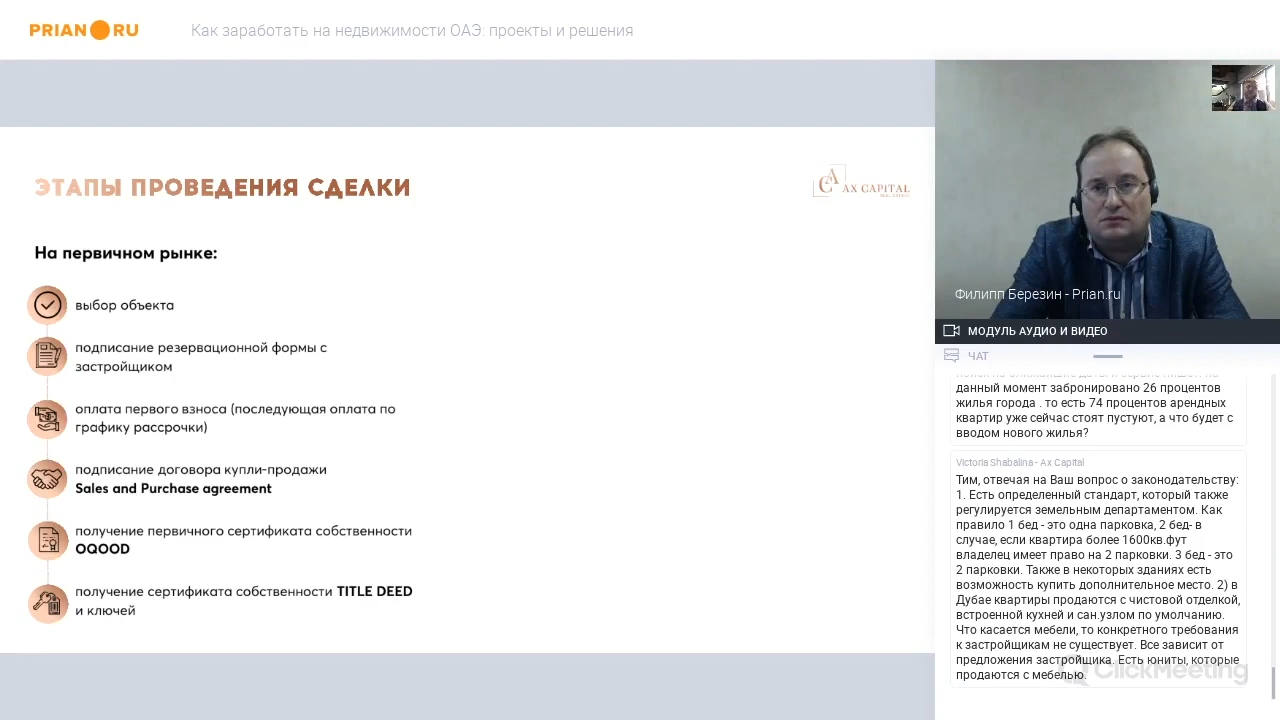 PRIAN RU
Как заработать на недвижимости ОАЭ: проекты и решения
ЭТАПЫ ПРОВЕДЕНИЯ СДЕЛКИ
CA AX CAPITAL
На первичном рынке:
выбор объекта
подписание резервационной формы с
застройщиком
оплата первого взноса (последующая оплата по
графику рассрочки)
подписание договора купли-продажи
Sales and Purchase agreement
получение первичного сертификата собственности
OQOOD
получение сертификата собственности TITLE DEED
и ключей
Филипп Березин - Prian.ru
МОДУЛЬ АУДИО И ВИДЕО
ЧАТ
данный момент забронировано 26 процентов
жилья города . то есть 74 процентов арендных
квартир уже сейчас стоят пустуют, а что будет с
вводом нового жилья?
Victoria Shabalina - Ax Capital
Тим, отвечая на Ваш вопрос о законодательству:
1. Есть определенный стандарт, который также
регулируется земельным департаментом. Как
правило 1 бед - это одна парковка, 2 бед- в
случае, если квартира более 1600кв.фут
владелец имеет право на 2 парковки. 3 бед - это
2 парковки. Также в некоторых зданиях есть
возможность купить дополнительное место. 2) в
Дубае квартиры продаются с чистовой отделкой,
встроенной кухней и сан.узлом по умолчанию.
Что касается мебели, то конкретного требования
к застройщикам не существует. Все зависит от
предложения застройщика. Есть юниты, которые
продаются с мебелью.
ClickMeeting